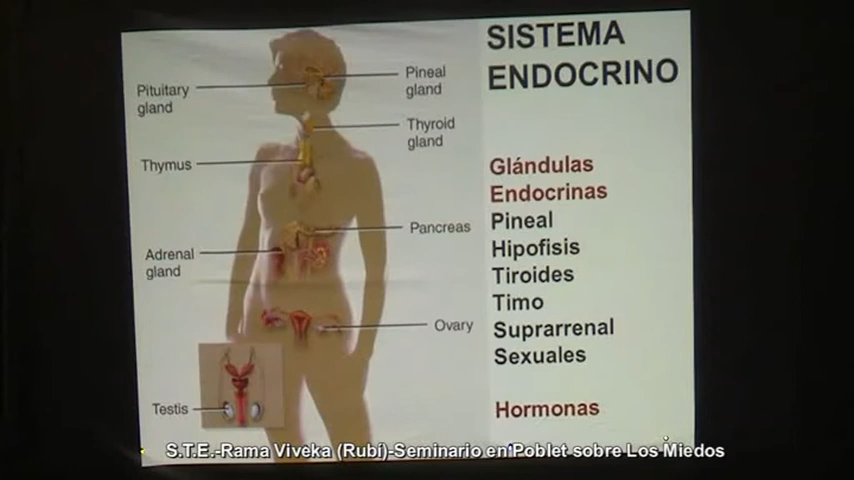 SISTEMA
ENDOCRINO
Pituitary
gland
Pineal
gland
Thyroid
gland
Thymus
Pancreas
Adrenal
gland
Ovary
Testis
Glándulas
Endocrinas
Pineal
Hipofisis
Tiroides
Timo
Suprarrenal
Sexuales
Hormonas
S.T.E.-Rama Viveka (Rubí)-Seminario en Poblet sobre Los Miedos